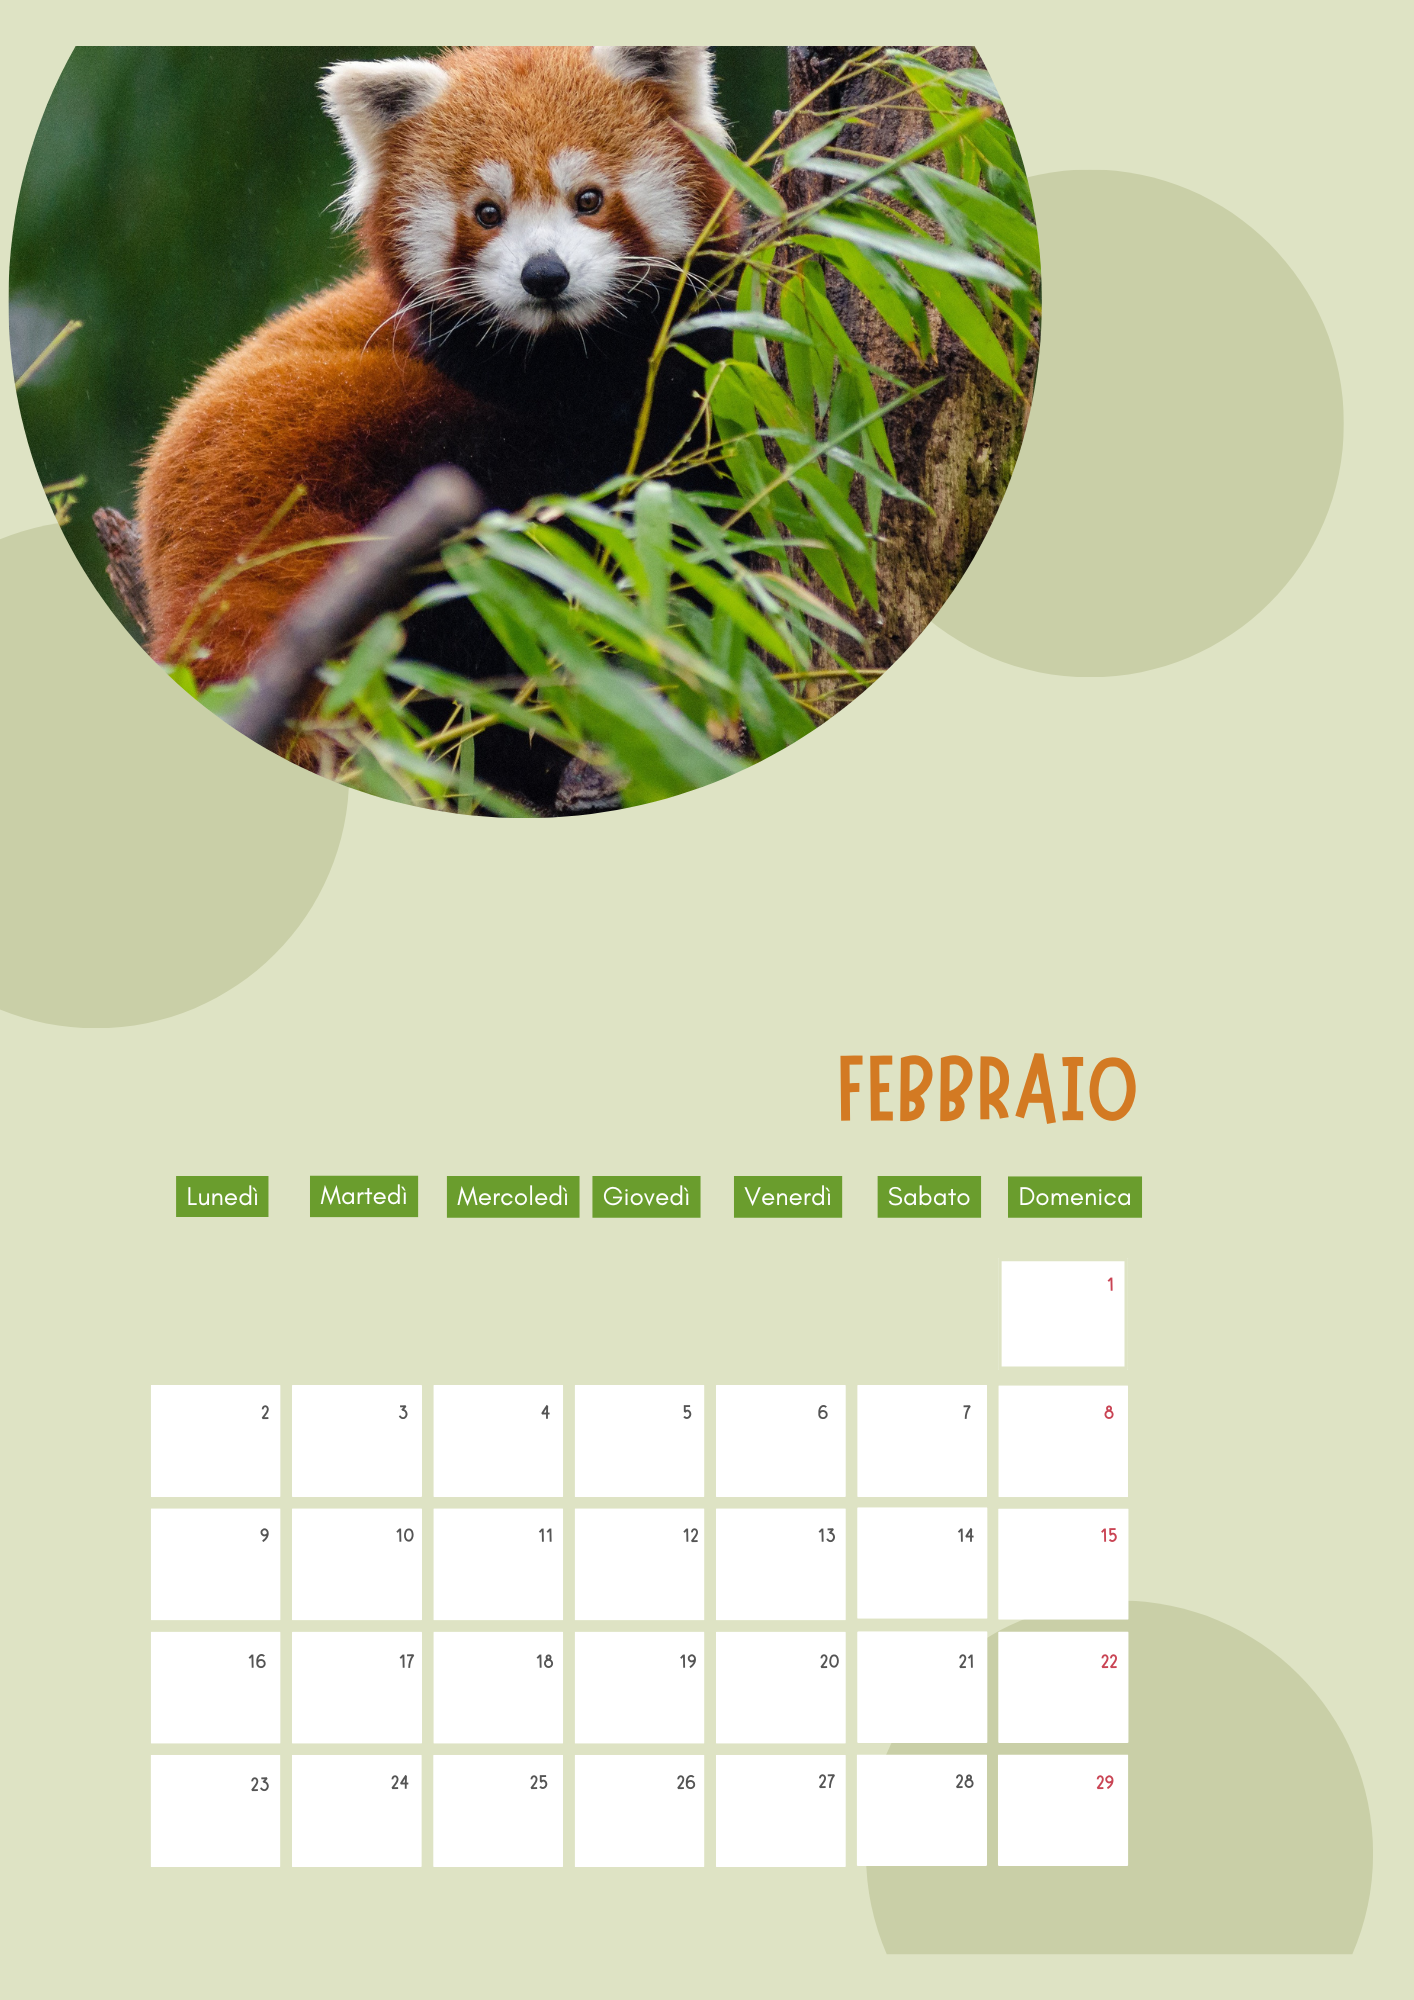 FEBBRAIO
Lunedì Martedì Mercoledì Giovedì Venerdì Sabato Domenica
1
2 3 4 5 6 7 8
9 10 11 12 13 14 15
16 17 18 19 20 21 22
23 24 25 26 27 28 29